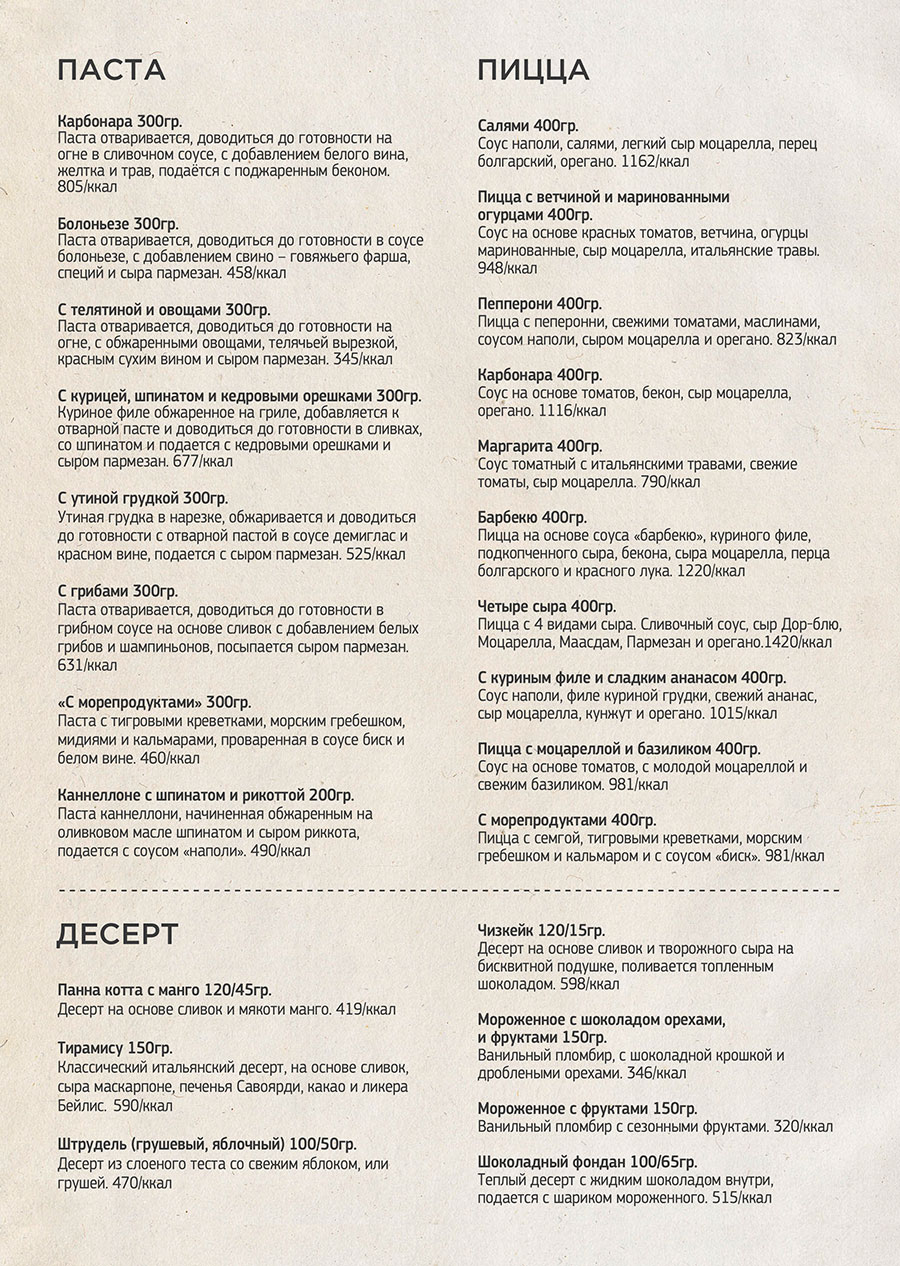 ПАСТА
Карбонара 300гр.
Паста отваривается, доводиться до готовности на
огне в сливочном соусе, с добавлением белого вина,
желтка и трав, подаётся с поджаренным беконом.
805/ккал
Болоньезе 300гр.
Паста отваривается, доводиться до готовности в соусе
болоньезе, с добавлением свино – говяжьего фарша,
специй и сыра пармезан. 458/ккал
С телятиной и овощами 300гр.
Паста отваривается, доводиться до готовности на
огне, с обжаренными овощами, телячьей вырезкой,
красным сухим вином и сыром пармезан. 345/ккал
С курицей, шпинатом и кедровыми орешками 300гр.
Куриное филе обжаренное на гриле, добавляется к
отварной пасте и доводиться до готовности в сливках,
со шпинатом и подается с кедровыми орешками и
сыром пармезан. 677/ккал
С утиной грудкой 300гр.
Утиная грудка в нарезке, обжаривается и доводиться
до готовности с отварной пастой в соусе демиглас и
красном вине, подается с сыром пармезан. 525/ккал
С грибами 300гр.
Паста отваривается, доводиться до готовности в
грибном соусе на основе сливок с добавлением белых
грибов и шампиньонов, посыпается сыром пармезан.
631/ккал
«С морепродуктами» 300гр.
Паста с тигровыми креветками, морским гребешком,
мидиями и кальмарами, проваренная в соусе биск и
белом вине. 460/ккал
Каннеллоне с шпинатом и рикоттой 200гр.
Паста каннеллони, начиненная обжаренным на
оливковом масле шпинатом и сыром риккота,
подается с соусом «наполи». 490/ккал
ПИЦЦА
Салями 400гр.
Соус наполи, салями, легкий сыр моцарелла, перец
болгарский, орегано. 1162/ккал
Пицца с ветчиной и маринованными
огурцами 400гр.
Соус на основе красных томатов, ветчина, огурцы
маринованные, сыр моцарелла, итальянские травы.
948/ккал
Пепперони 400гр.
Пицца с пеперонни, свежими томатами, маслинами,
соусом наполи, сыром моцарелла и орегано. 823/ккал
Карбонара 400гр.
Соус на основе томатов, бекон, сыр моцарелла,
орегано. 1116/ккал
Маргарита 400гр.
Соус томатный с итальянскими травами, свежие
томаты, сыр моцарелла. 790/ккал
Барбекю 400гр.
Пицца на основе соуса «барбекю», куриного филе,
подкопченного сыра, бекона, сыра моцарелла, перца
болгарского и красного лука. 1220/ккал
Четыре сыра 400гр.
Пицца с 4 видами сыра. Сливочный соус, сыр Дор-блю,
Моцарелла, Маасдам, Пармезан и орегано.1420/ккал
С куриным филе и сладким ананасом 400гр.
Соус наполи, филе куриной грудки, свежий ананас,
сыр моцарелла, кунжут и орегано. 1015/ккал
Пицца с моцареллой и базиликом 400гр.
Соус на основе томатов, с молодой моцареллой и
свежим базиликом. 981/ккал
С морепродуктами 400гр.
Пицца с семгой, тигровыми креветками, морским
гребешком и кальмаром и с соусом «биск». 981/ккал
ДЕСЕРТ
Панна котта с манго 120/45гр.
Десерт на основе сливок и мякоти манго. 419/ккал
Тирамису 150гр.
Классический итальянский десерт, на основе сливок,
сыра маскарпоне, печенья Савоярди, какао и ликера
Бейлис. 590/ккал
Штрудель (грушевый, яблочный) 100/50гр.
Десерт из слоеного теста со свежим яблоком, или
грушей. 470/ккал
Чизкейк 120/15гр.
Десерт на основе сливок и творожного сыра на
бисквитной подушке, поливается топленным
шоколадом. 598/ккал
Мороженное с шоколадом орехами,
и фруктами 150гр.
Ванильный пломбир, с шоколадной крошкой и
дроблеными орехами. 346/ккал
Мороженное с фруктами 150гр.
Ванильный пломбир с сезонными фруктами. 320/ккал
Шоколадный фондан 100/65гр.
Теплый десерт с жидким шоколадом внутри,
подается с шариком мороженного. 515/ккал